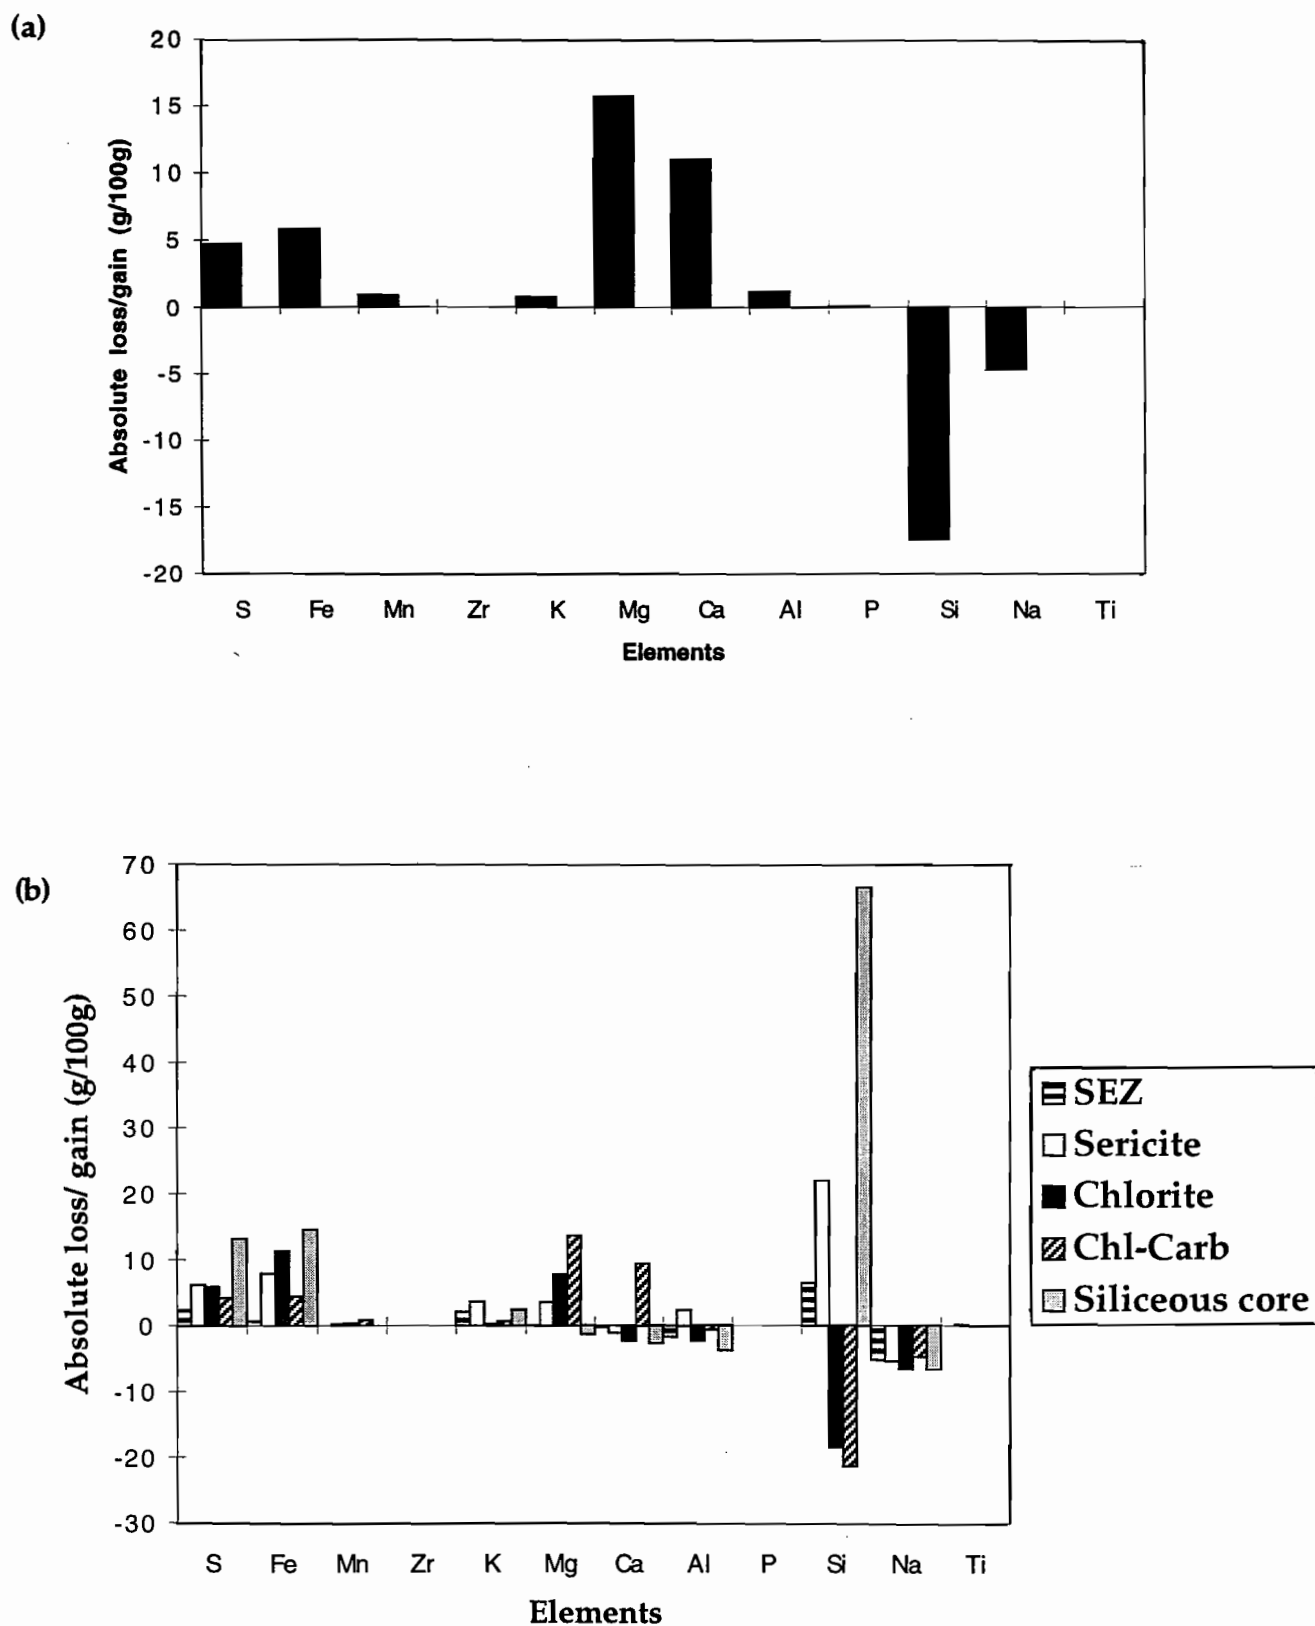 (a)
Absolute loss/gain (g/100g)
20
15
10
5
0
-5
-10
-15
-20
S Fe Mn Zr K Mg Ca Al P Si Na Ti
Elements
(b)
Absolute loss/ gain (g/100g)
70
60
50
40
30
20
10
0
-10
-20
-30
S Fe Mn Zr K Mg Ca Al P Si Na Ti
Elements
SEZ
Sericite
Chlorite
Chl-Carb
Siliceous core